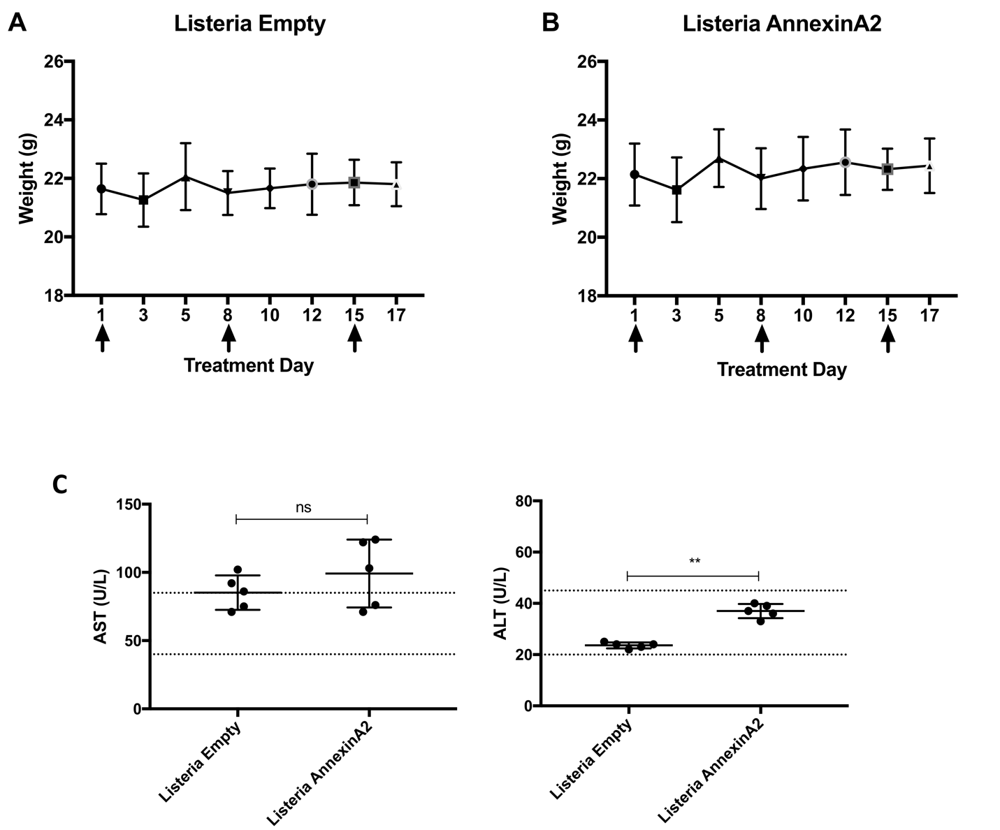 A
Listeria Empty
26
24
22
20
18
Weight (g)
1 3 5 8 10 12 15 17
Treatment Day
B
Listeria AnnexinA2
26
24
22
20
18
Weight (g)
1 3 5 8 10 12 15 17
Treatment Day
C
150
100
50
0
AST (U/L)
ns
Listeria Empty
Listeria AnnexinA2
80
60
40
20
0
ALT (U/L)
**
Listeria Empty
Listeria AnnexinA2